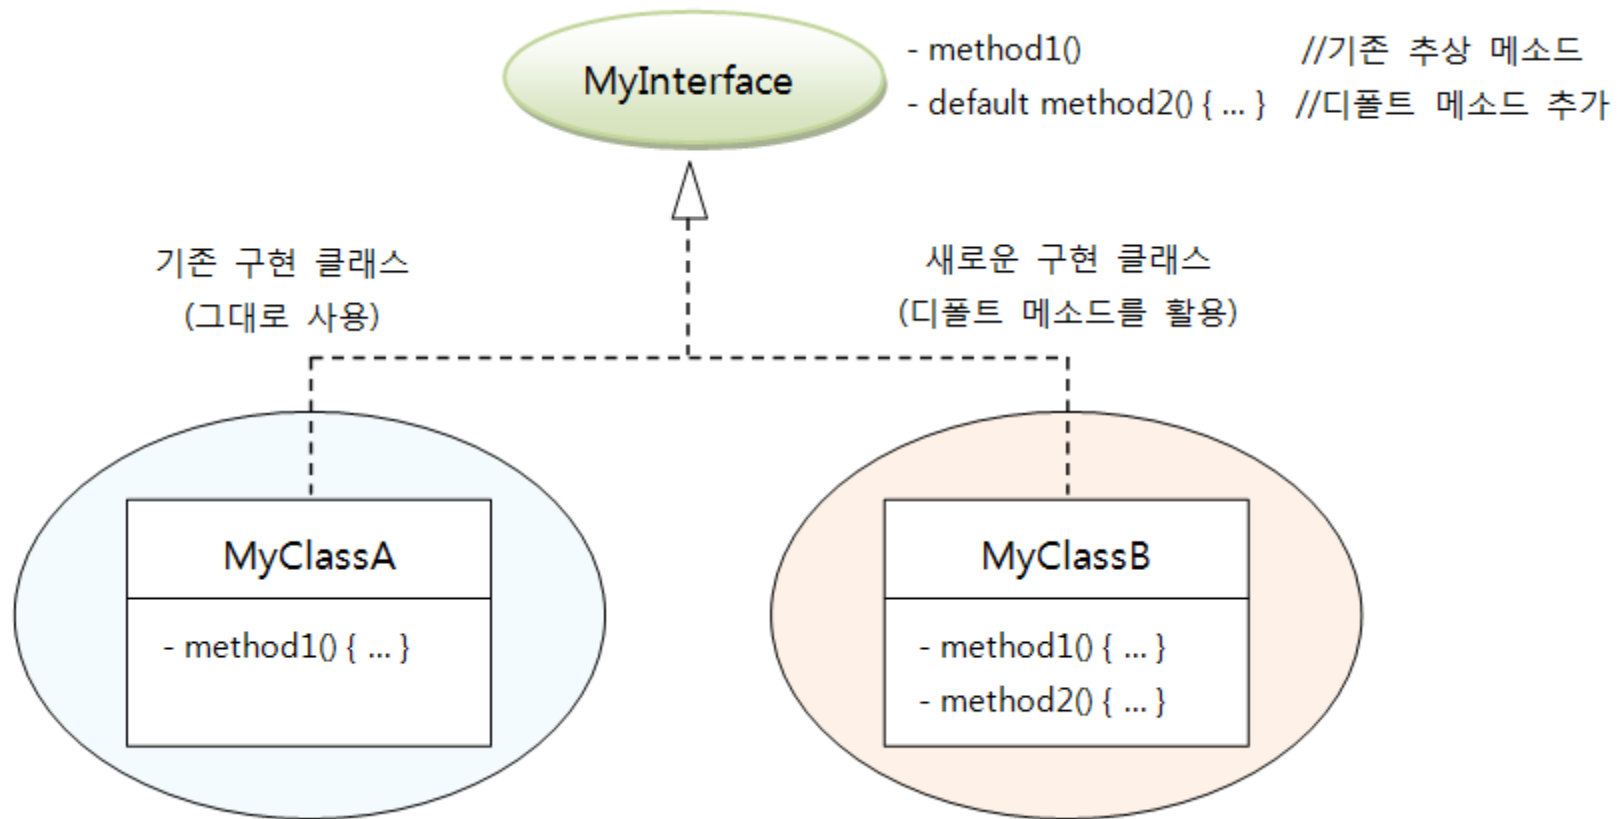 MyInterface
- method1() //기존 추상 메소드
- default method2() { ... } //디폴트 메소드 추가
기존 구현 클래스
(그대로 사용)
새로운 구현 클래스
(디폴트 메소드를 활용)
MyClassA
- method1() { ... }
MyClassB
- method1() { ... }
- method2() { ... }